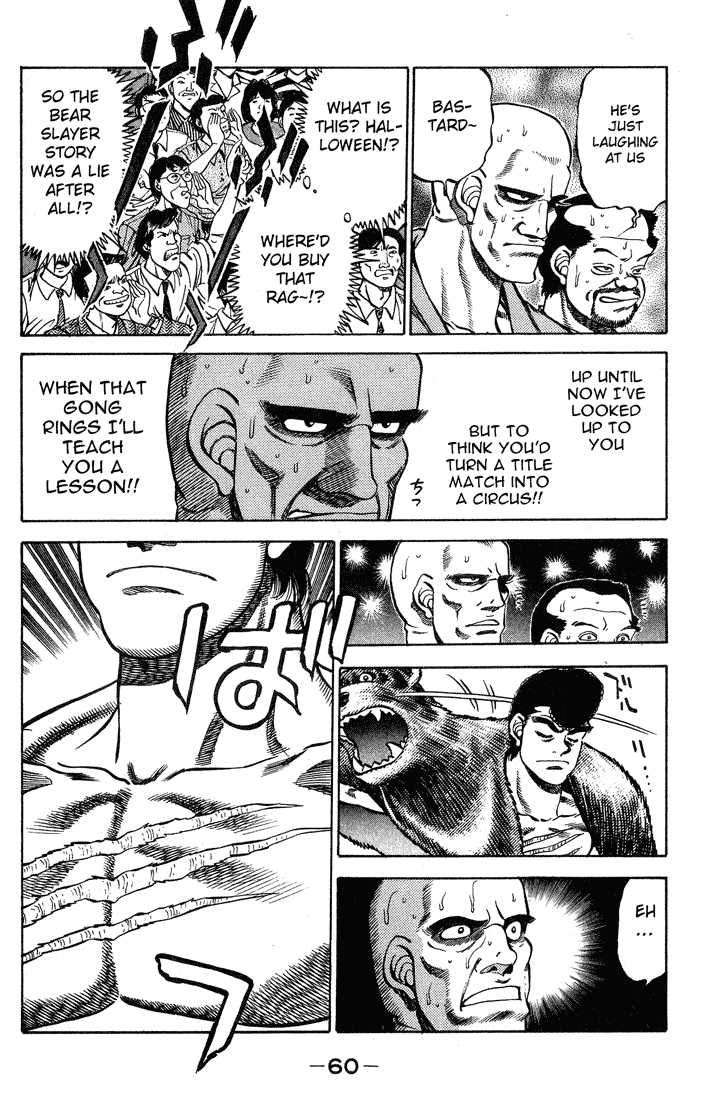 HE'S
JUST
LAUGHING
AT US
BAS-
TARD~
WHAT IS
THIS? HAL-
LOWEEN!?
WHERE'D
YOU BUY
THAT
RAG~!?
SO THE
BEAR
SLAYER
STORY
WAS A LIE
AFTER
ALL!?
UP UNTIL
NOW I'VE
LOOKED
UP TO
YOU
BUT TO
THINK YOU'D
TURN A TITLE
MATCH INTO
A CIRCUS!!
ちっ
WHEN THAT
GONG
RINGS I'LL
TEACH
YOU A
LESSON!!
EH
...
ばっ
-60-